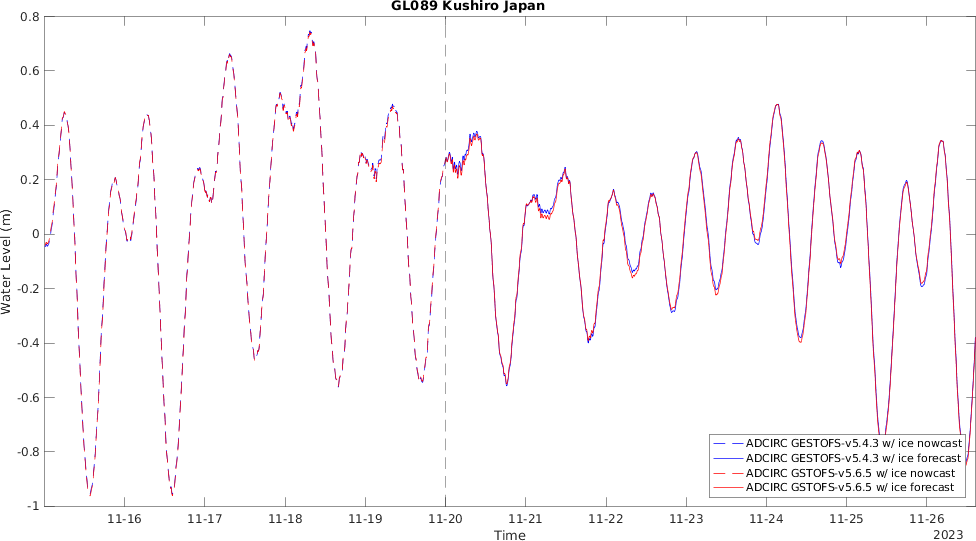 GL089 Kushiro Japan
0.8
0.6
0.4
0.2
0
-0.2
-0.4
-0.6
-0.8
-1
Water Level (m)
ADCIRC GESTOFS-v5.4.3 w/ ice nowcast
ADCIRC GESTOFS-v5.4.3 w/ ice forecast
ADCIRC GSTOFS-v5.6.5 w/ ice nowcast
ADCIRC GSTOFS-v5.6.5 w/ ice forecast
11-16 11-17 11-18 11-19 11-20 11-21 11-22 11-23 11-24 11-25 11-26
Time
2023